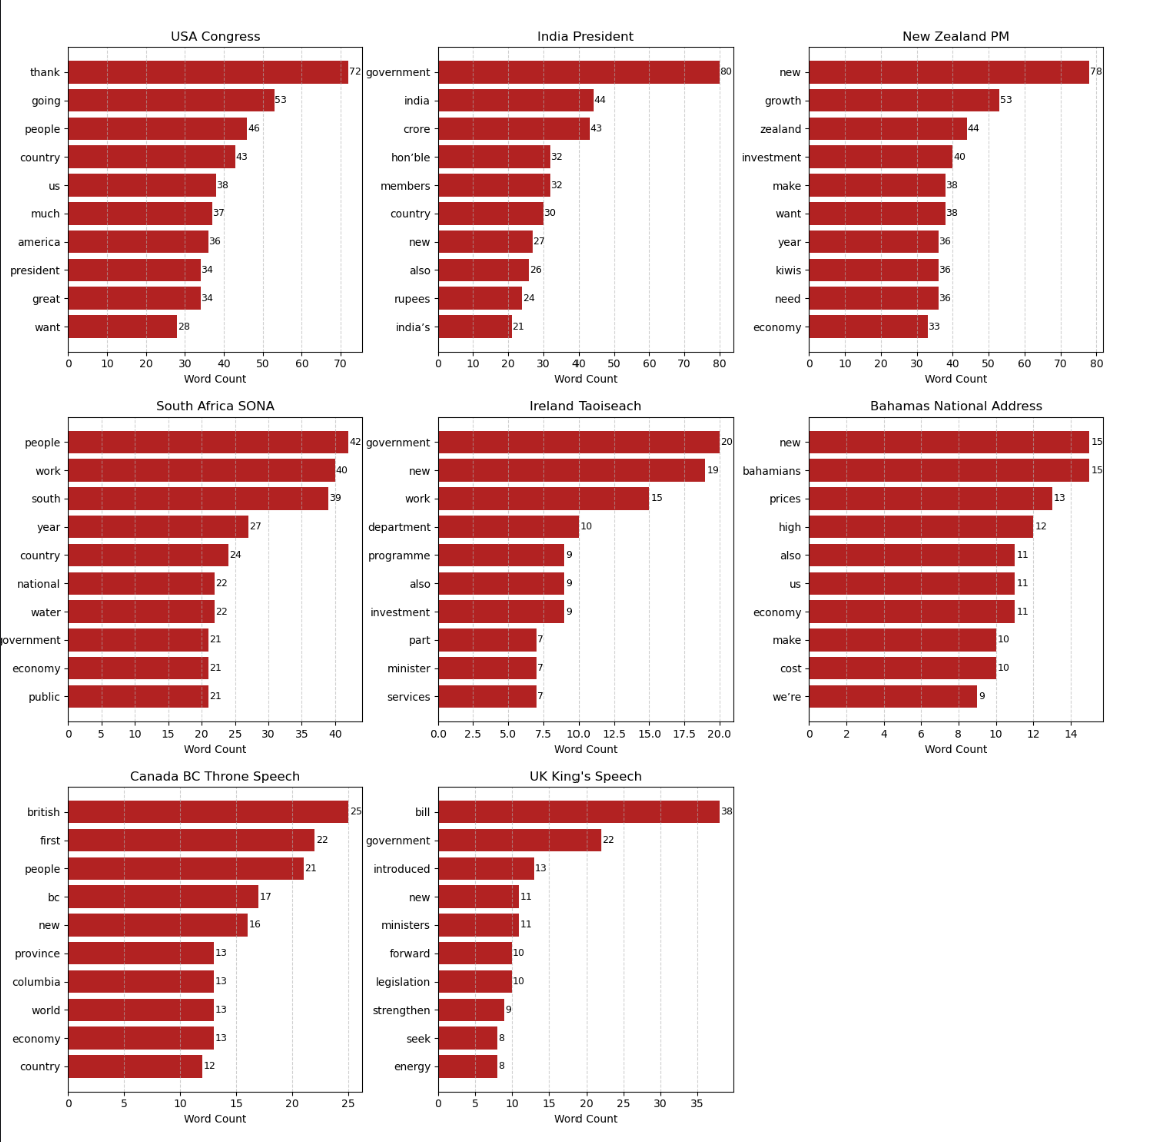 USA Congress
thank 72
going 53
people 46
country 43
us 38
much 37
america 36
president 34
great 34
want 28
0 10 20 30 40 50 60 70
Word Count
India President
government 80
india 44
crore 43
hon’ble 32
members 32
country 30
new 27
also 26
rupees 24
india’s 21
0 10 20 30 40 50 60 70 80
Word Count
New Zealand PM
new 78
growth 53
zealand 44
investment 40
make 38
want 38
year 36
kiwis 36
need 36
economy 33
0 10 20 30 40 50 60 70 80
Word Count
South Africa SONA
people 42
work 40
south 39
year 27
country 24
national 22
water 22
government 21
economy 21
public 21
0 5 10 15 20 25 30 35 40
Word Count
Ireland Taoiseach
government 20
new 19
work 15
department 10
programme 9
also 9
investment 9
part 7
minister 7
services 7
0.0 2.5 5.0 7.5 10.0 12.5 15.0 17.5 20.0
Word Count
Bahamas National Address
new 15
bahamians 15
prices 13
high 12
also 11
us 11
economy 11
make 10
cost 10
we’re 9
0 2 4 6 8 10 12 14
Word Count
Canada BC Throne Speech
british 25
first 22
people 21
bc 17
new 16
province 13
columbia 13
world 13
economy 13
country 12
0 5 10 15 20 25
Word Count
UK King's Speech
bill 38
government 22
introduced 13
new 11
ministers 11
forward 10
legislation 10
strengthen 9
seek 8
energy 8
0 5 10 15 20 25 30 35
Word Count